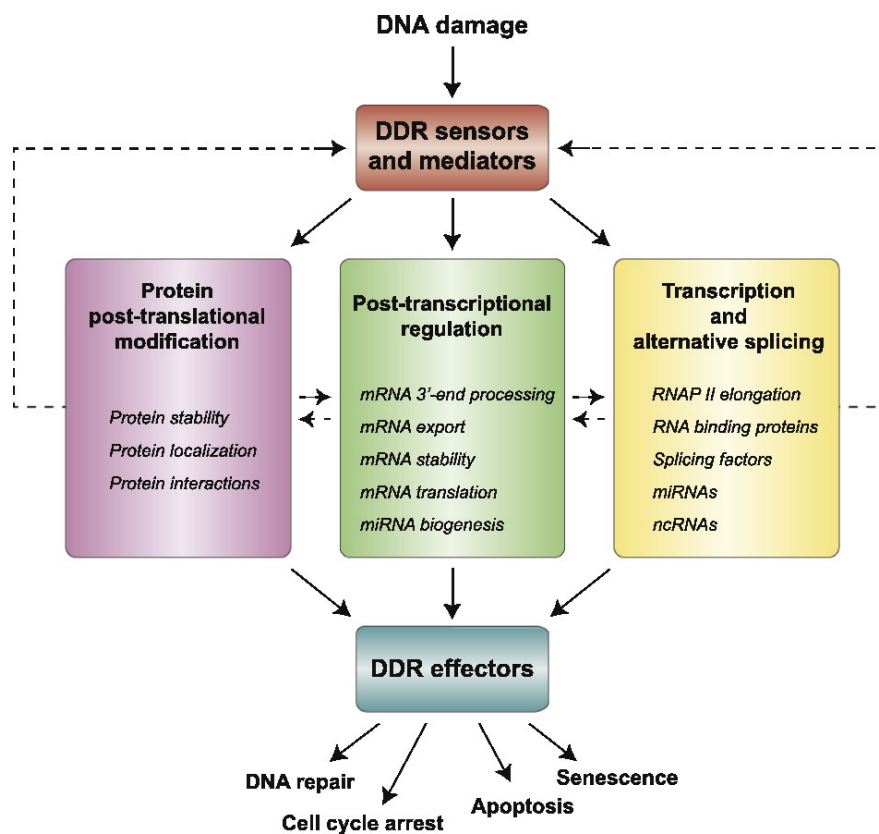 DNA damage
DDR sensors
and mediators
Protein
post-translational
modification
Protein stability
Protein localization
Protein interactions
Post-transcriptional
regulation
mRNA 3'-end processing
mRNA export
mRNA stability
mRNA translation
miRNA biogenesis
Transcription
and
alternative splicing
RNAP II elongation
RNA binding proteins
Splicing factors
miRNAs
ncRNAs
DDR effectors
DNA repair
Cell cycle arrest
Apoptosis
Senescence